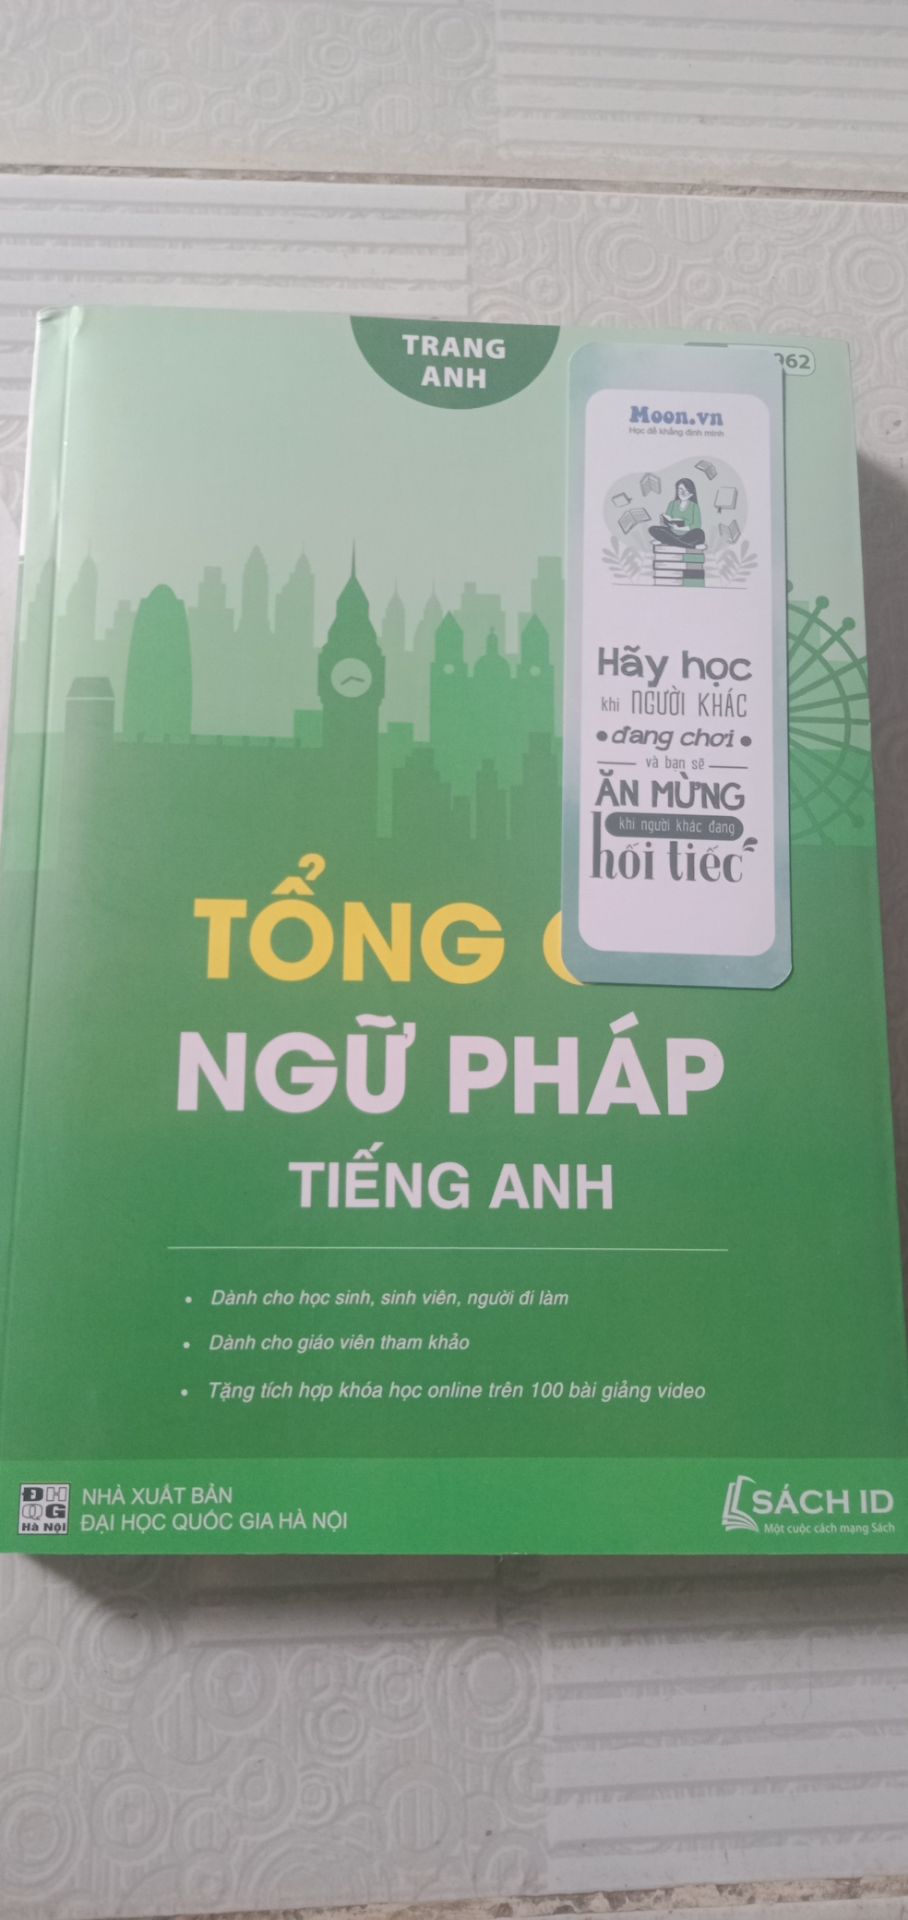 TRANG
ANH
962
Moon.vn
Học để khẳng định mình
Hãy học
khi NGƯỜI KHÁC
đang chơi
và bạn sẽ
ĂN MỪNG
khi người khác đang
hối tiếc
TỔNG
NGỮ PHÁP
TIẾNG ANH
• Dành cho học sinh, sinh viên, người đi làm
• Dành cho giáo viên tham khảo
• Tặng tích hợp khóa học online trên 100 bài giảng video
ĐH
QG
Hà Nội
NHÀ XUẤT BẢN
ĐẠI HỌC QUỐC GIA HÀ NỘI
SÁCH ID
Một cuộc cách mạng Sách